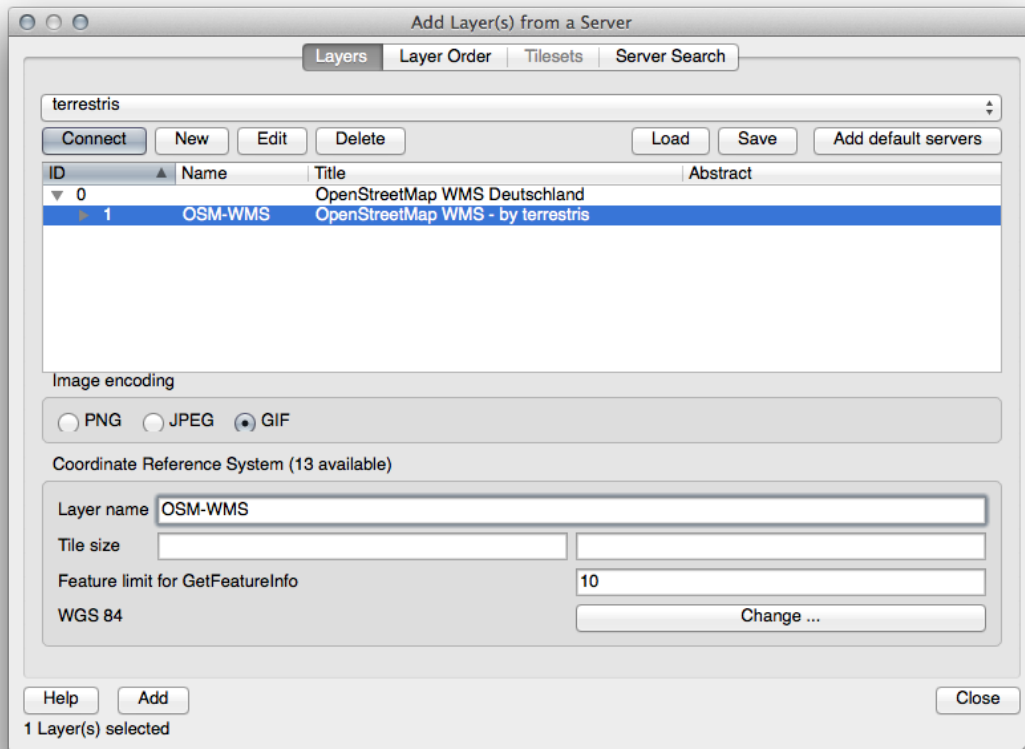 Add Layer(s) from a Server
Layers Layer Order Tilesets Server Search
terrestris
Connect New Edit Delete Load Save Add default servers
ID Name Title Abstract
0 OpenStreetMap WMS Deutschland
1 OSM-WMS OpenStreetMap WMS - by terrestris
Image encoding
PNG JPEG GIF
Coordinate Reference System (13 available)
Layer name OSM-WMS
Tile size
Feature limit for GetFeatureInfo 10
WGS 84 Change ...
Help Add Close
1 Layer(s) selected